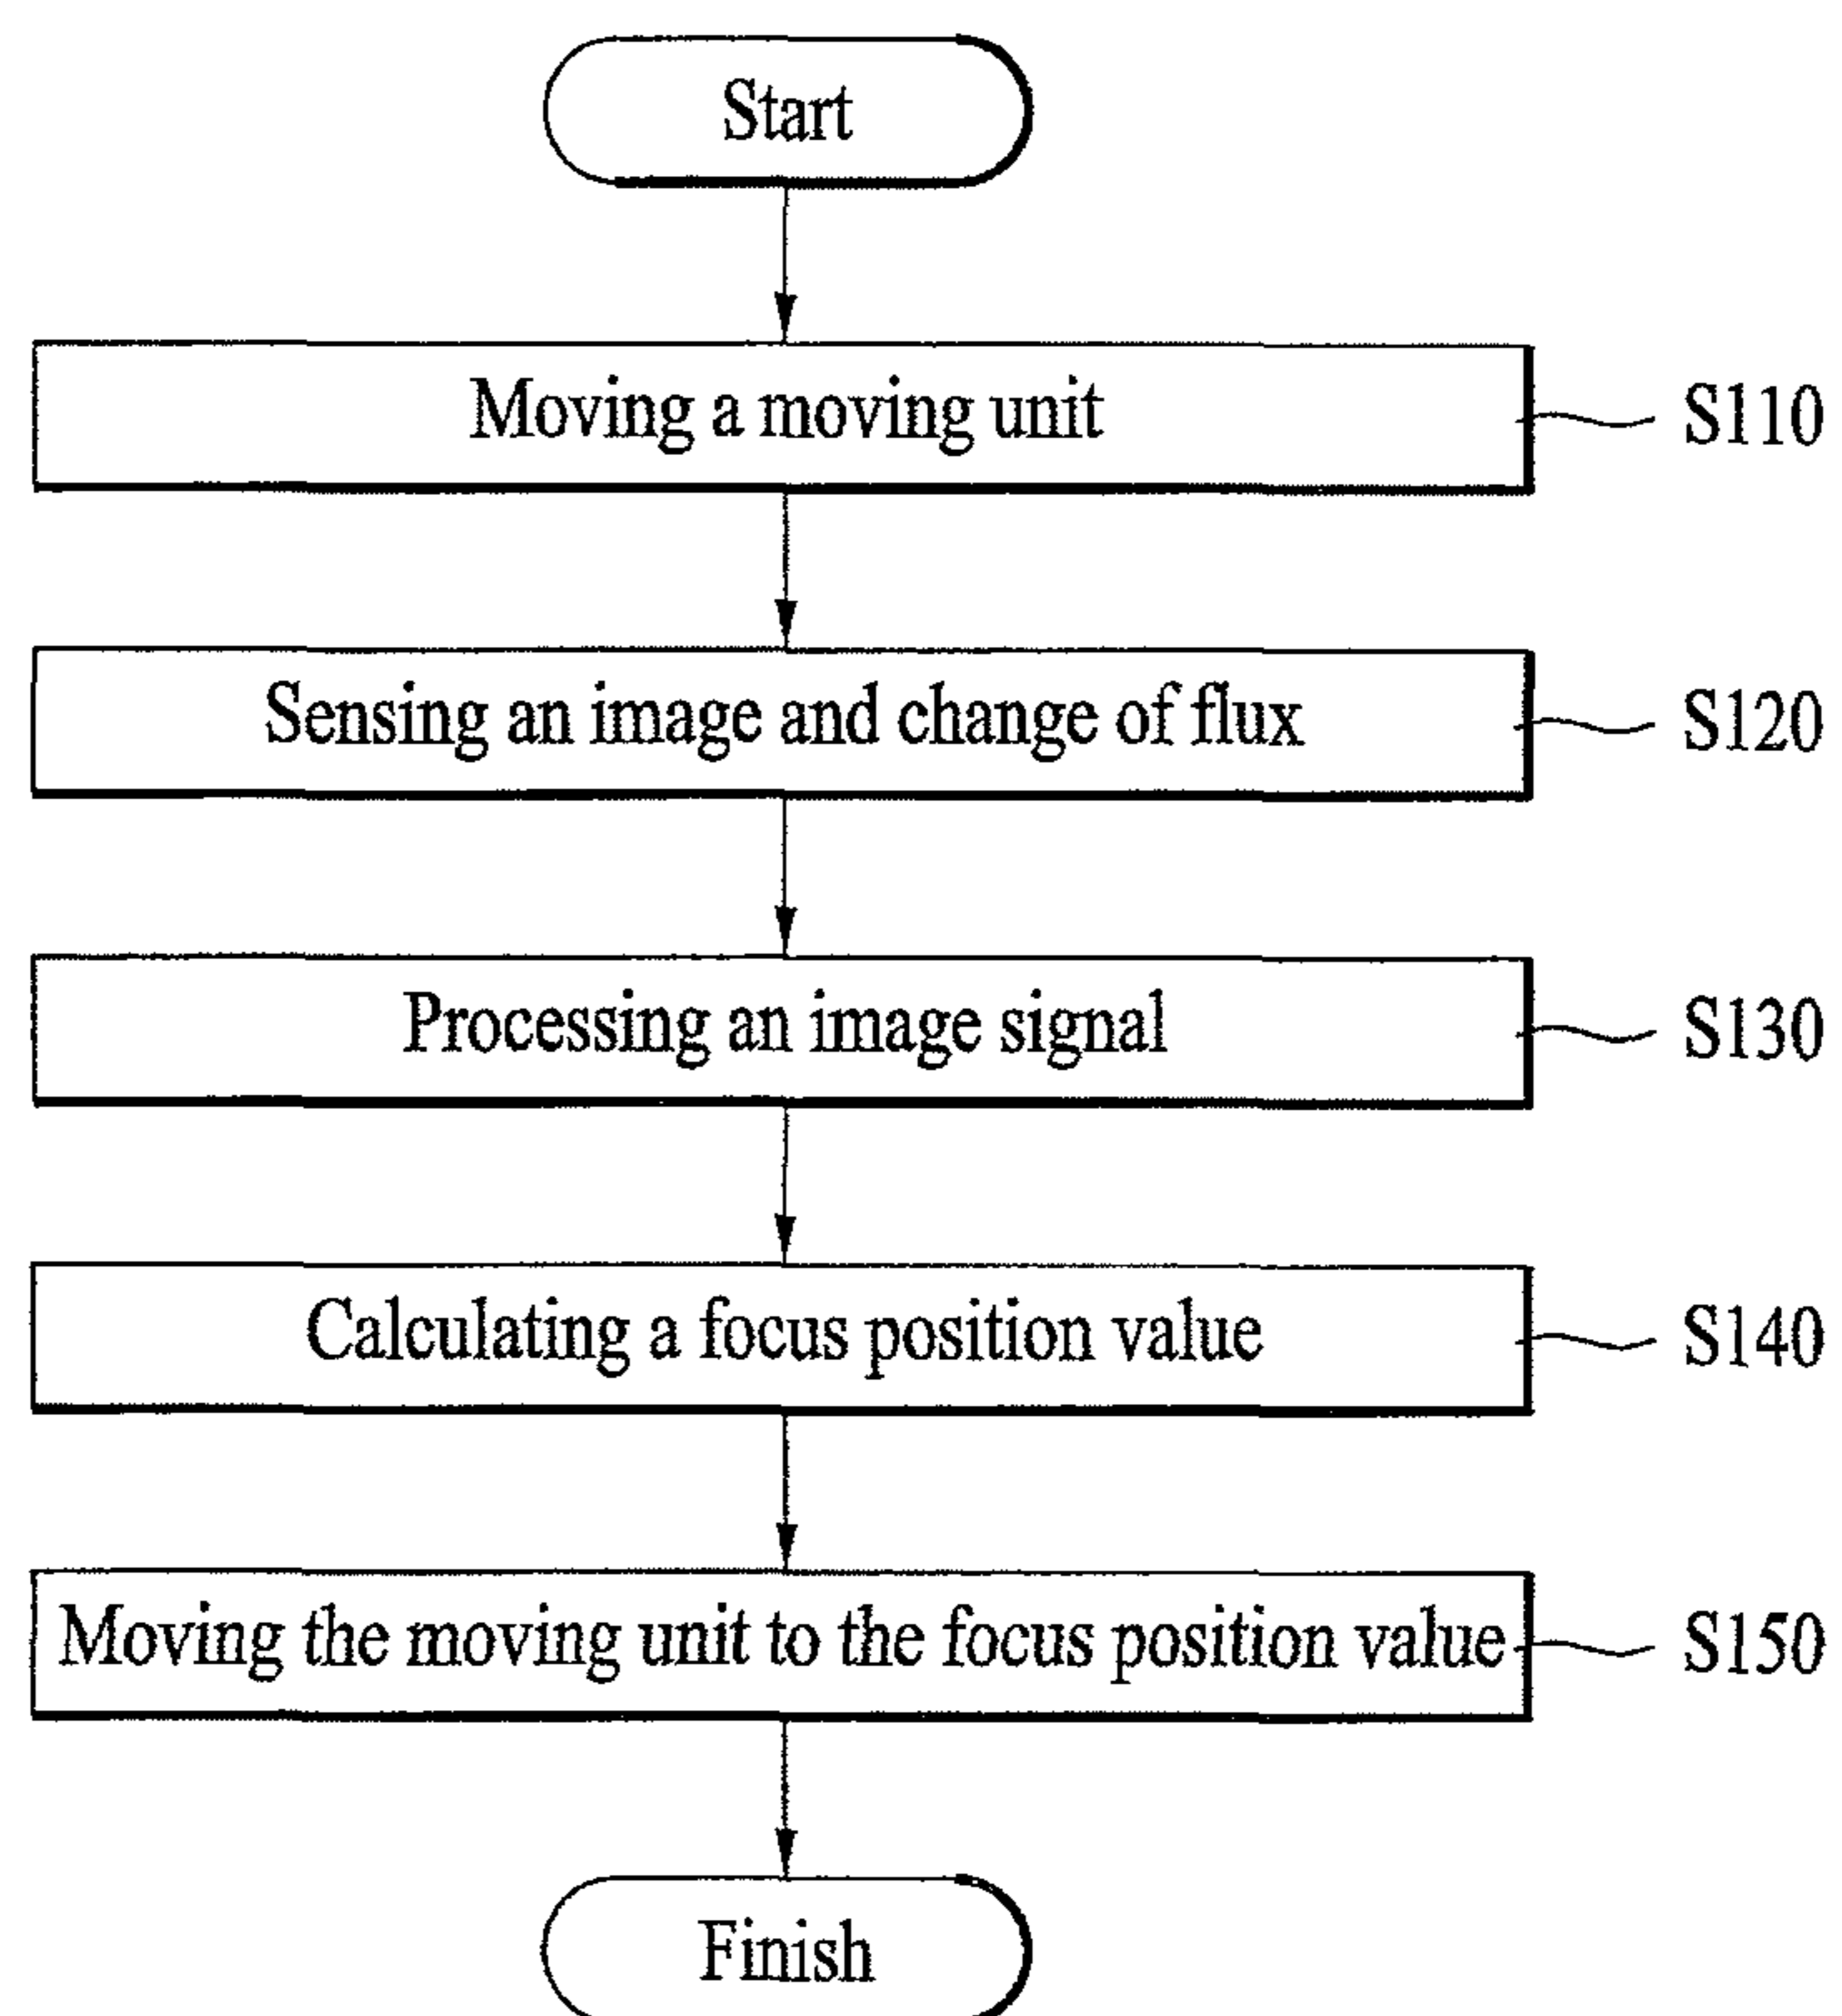 Start
Moving a moving unit
S110
Sensing an image and change of flux
S120
Processing an image signal
S130
Calculating a focus position value
S140
Moving the moving unit to the focus position value
S150
Finish